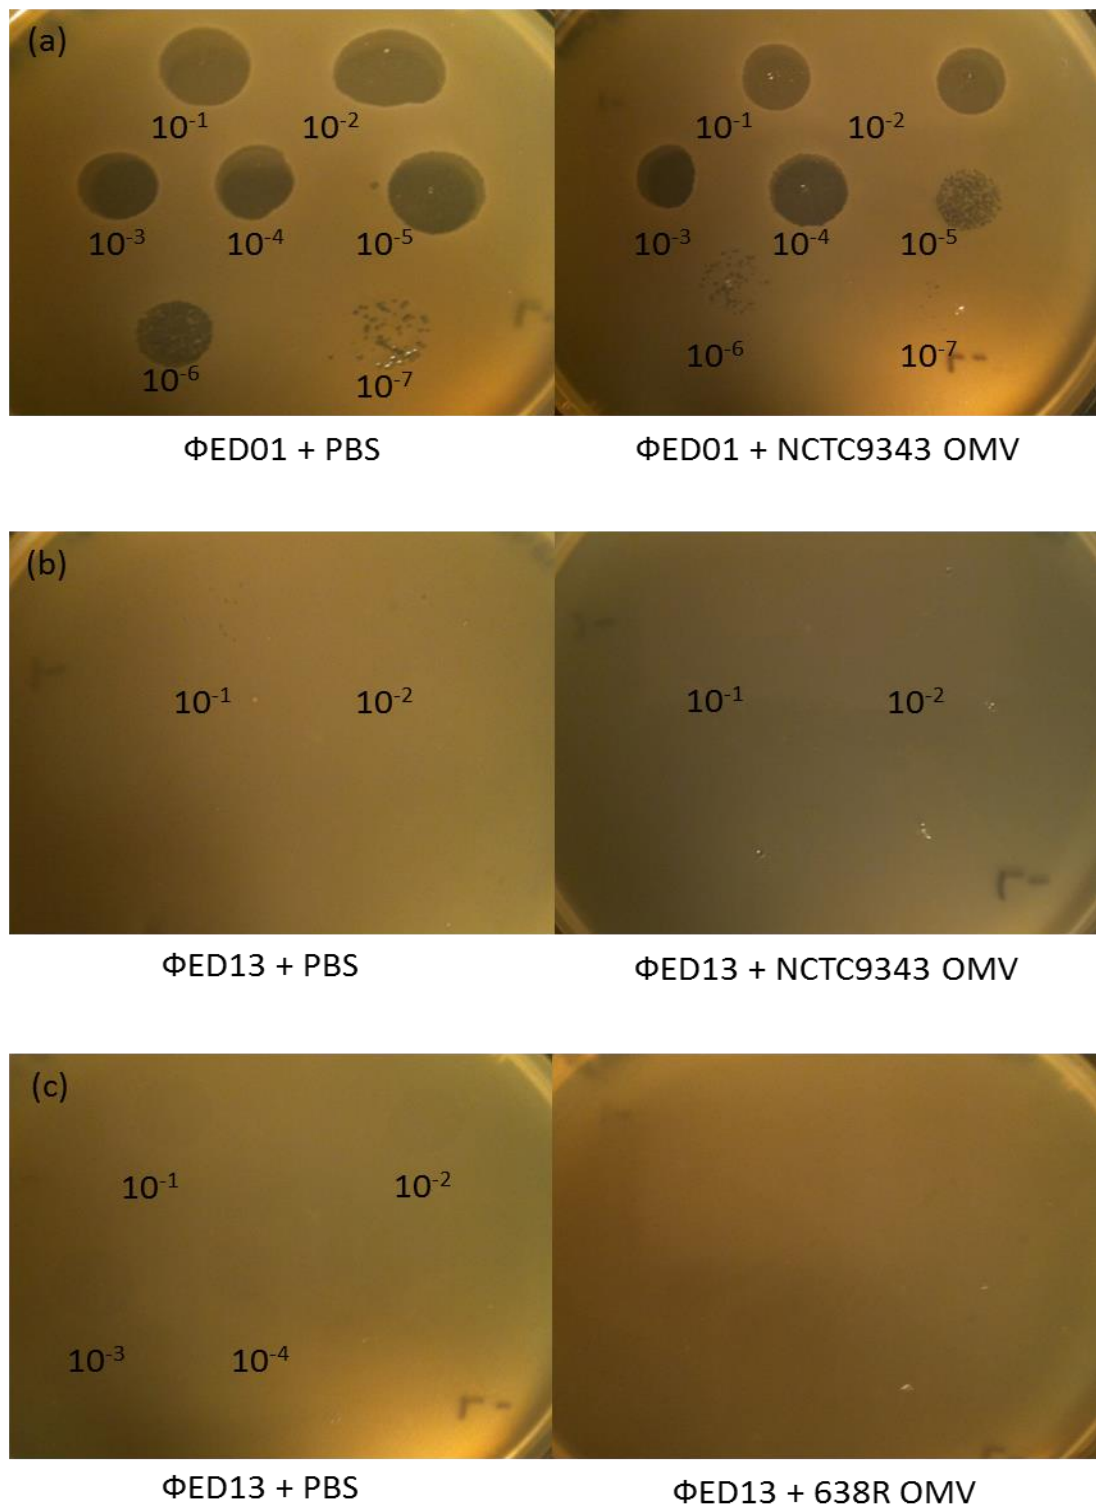 (a)
10⁻¹ 10⁻² 10⁻¹ 10⁻²
10⁻³ 10⁻⁴ 10⁻⁵ 10⁻³ 10⁻⁴ 10⁻⁵
10⁻⁶ 10⁻⁷ 10⁻⁶ 10⁻⁷
ΦED01 + PBS ΦED01 + NCTC9343 OMV
(b)
10⁻¹ 10⁻² 10⁻¹ 10⁻²
ΦED13 + PBS ΦED13 + NCTC9343 OMV
(c)
10⁻¹ 10⁻²
10⁻³ 10⁻⁴
ΦED13 + PBS ΦED13 + 638R OMV